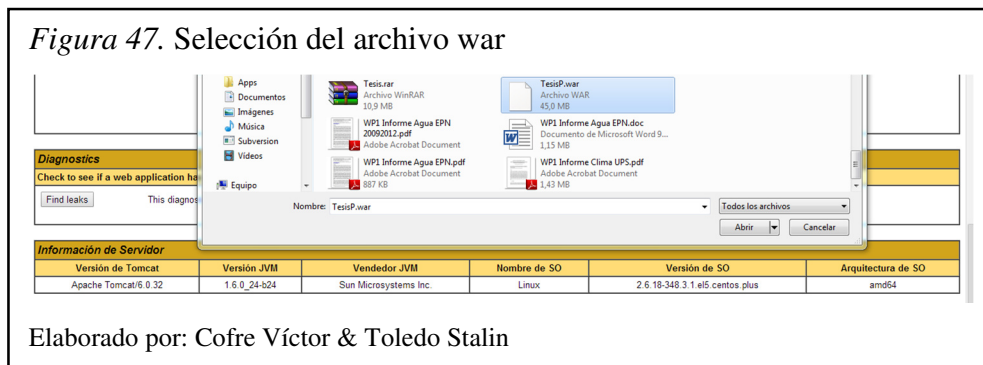 Figura 47. Selección del archivo war
Apps
Documentos
Imágenes
Música
Subversion
Vídeos
Equipo
Tesis.rar
Archivo WinRAR
10,9 MB
TesisP.war
Archivo WAR
45,0 MB
WP1 Informe Agua EPN
20092012.pdf
Adobe Acrobat Document
WP1 Informe Agua EPN.doc
Documento de Microsoft Word 9...
1,15 MB
WP1 Informe Agua EPN.pdf
Adobe Acrobat Document
887 KB
WP1 Informe Clima UPS.pdf
Adobe Acrobat Document
1,43 MB
Nombre: TesisP.war
Todos los archivos
Abrir
Cancelar
Diagnostics
Check to see if a web application ha
Find leaks This diagnos
Información de Servidor
Versión de Tomcat Versión JVM Vendedor JVM Nombre de SO Versión de SO Arquitectura de SO
Apache Tomcat/6.0.32 1.6.0_24-b24 Sun Microsystems Inc. Linux 2.6.18-348.3.1.el5.centos.plus amd64
Elaborado por: Cofre Víctor & Toledo Stalin